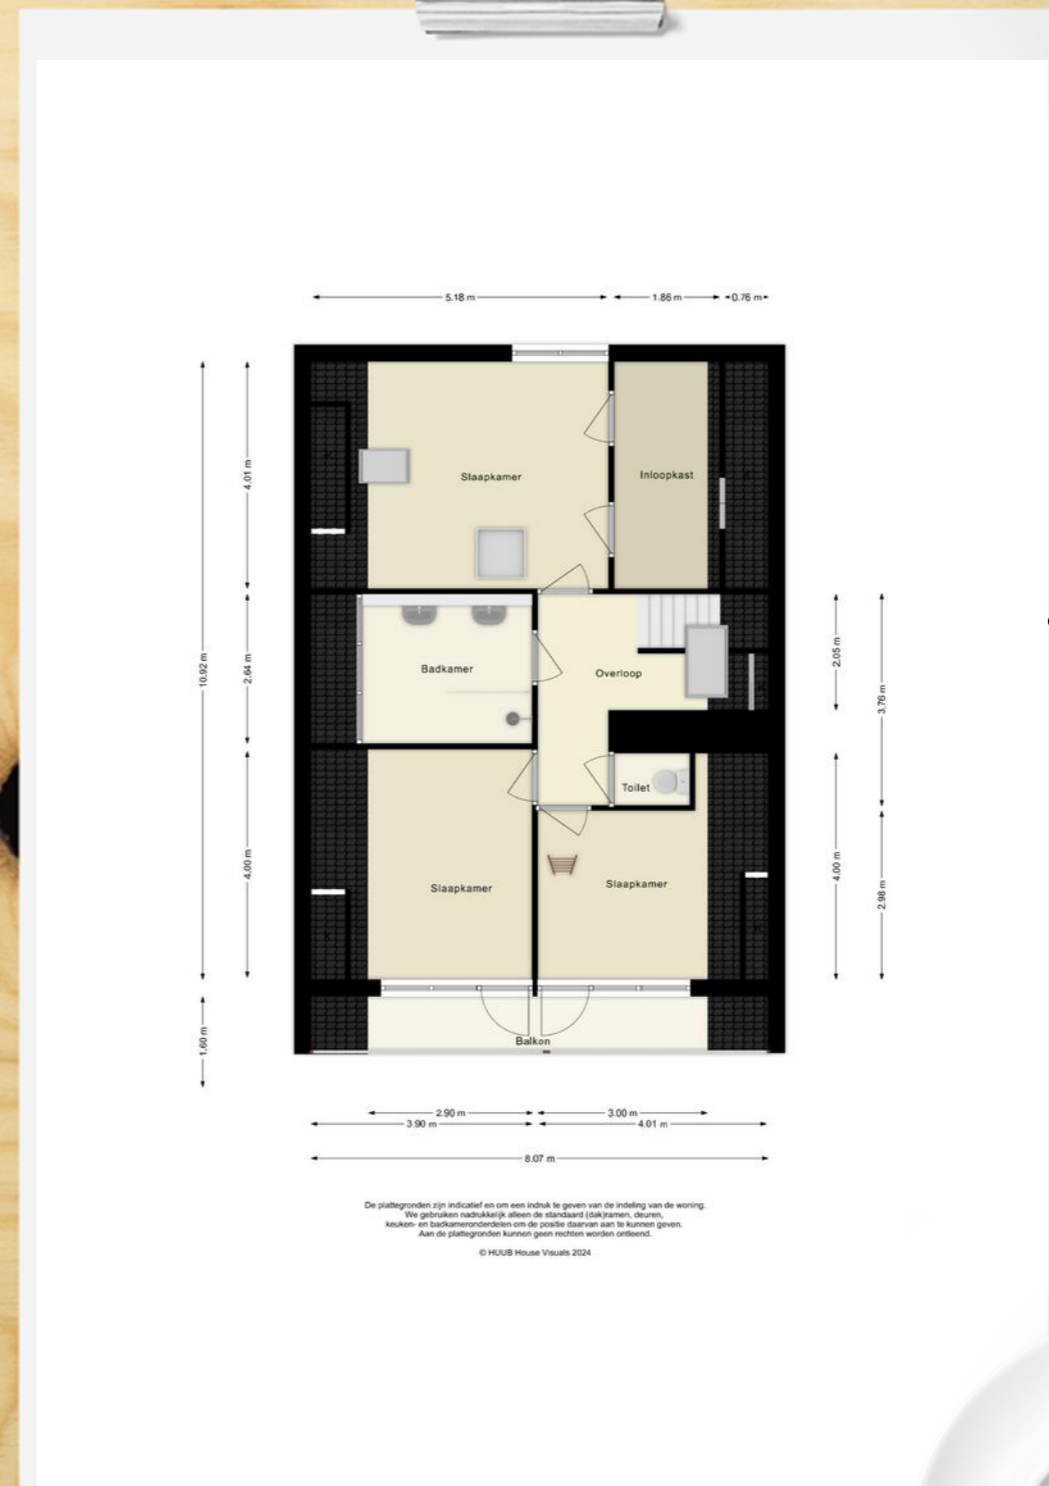 5.18 m
1.86 m
0.76 m
4.01 m
Slaapkamer
Inloopkast
10.92 m
2.64 m
Badkamer
Overloop
2.05 m
3.76 m
Toilet
4.00 m
Slaapkamer
Slaapkamer
4.00 m
2.98 m
K
1.60 m
Balkon
2.90 m
3.00 m
3.90 m
4.01 m
8.07 m
De plattegronden zijn indicatief en om een indruk te geven van de indeling van de woning.
We gebruiken nadrukkelijk alleen de standaard (dak)ramen, deuren,
keuken- en badkameronderdelen om de positie daarvan aan te kunnen geven.
Aan de plattegronden kunnen geen rechten worden ontleend.
© HUUB House Visuals 2024